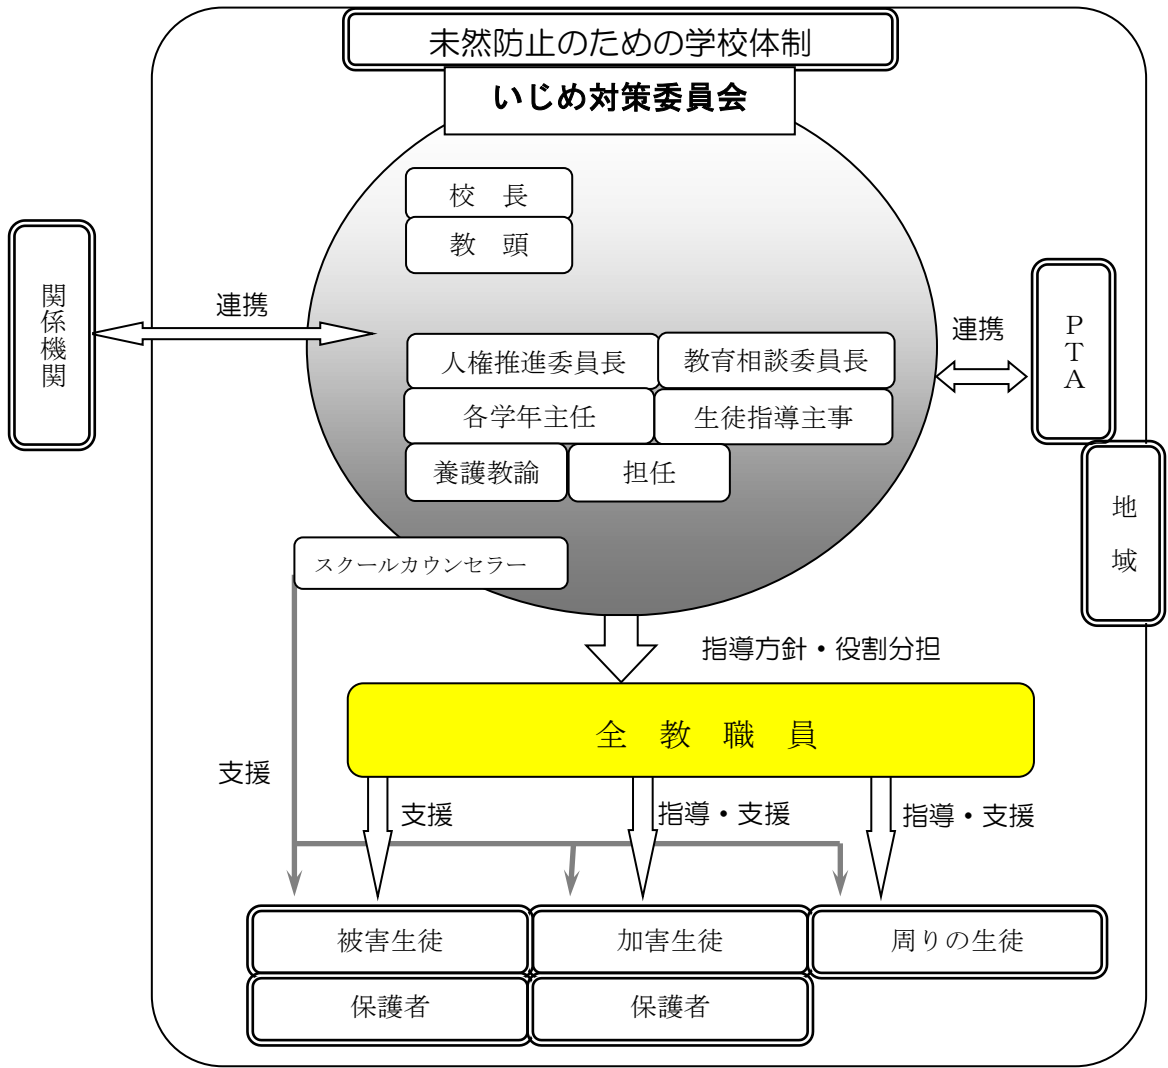 未然防止のための学校体制
いじめ対策委員会
校　長
教　頭
関係機関
連携
連携
PTA
人権推進委員長
教育相談委員長
各学年主任
生徒指導主事
養護教諭
担任
地域
スクールカウンセラー
指導方針・役割分担
全　教　職　員
支援
支援
指導・支援
指導・支援
被害生徒
加害生徒
周りの生徒
保護者
保護者